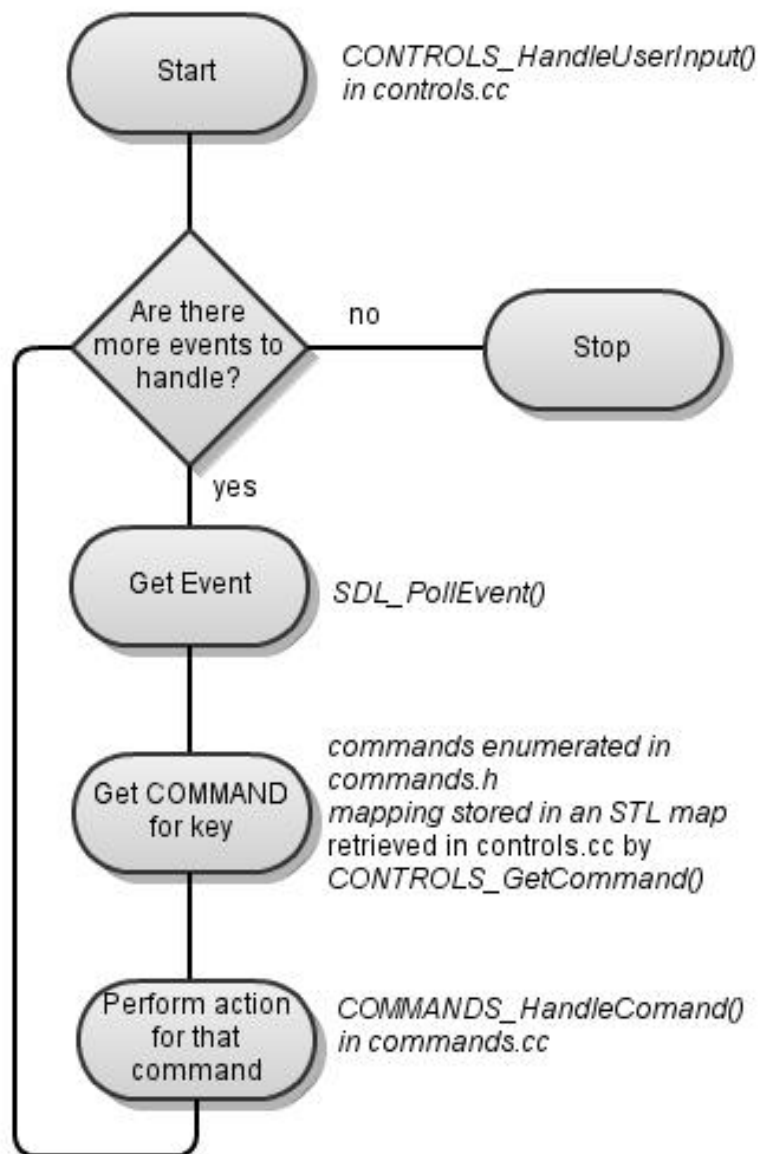 Start
CONTROLS_HandleUserInput()
in controls.cc
Are there
more events to
handle?
no
Stop
yes
Get Event
SDL_PollEvent()
Get COMMAND
for key
commands enumerated in
commands.h
mapping stored in an STL map
retrieved in controls.cc by
CONTROLS_GetCommand()
Perform action
for that
command
COMMANDS_HandleComand()
in commands.cc